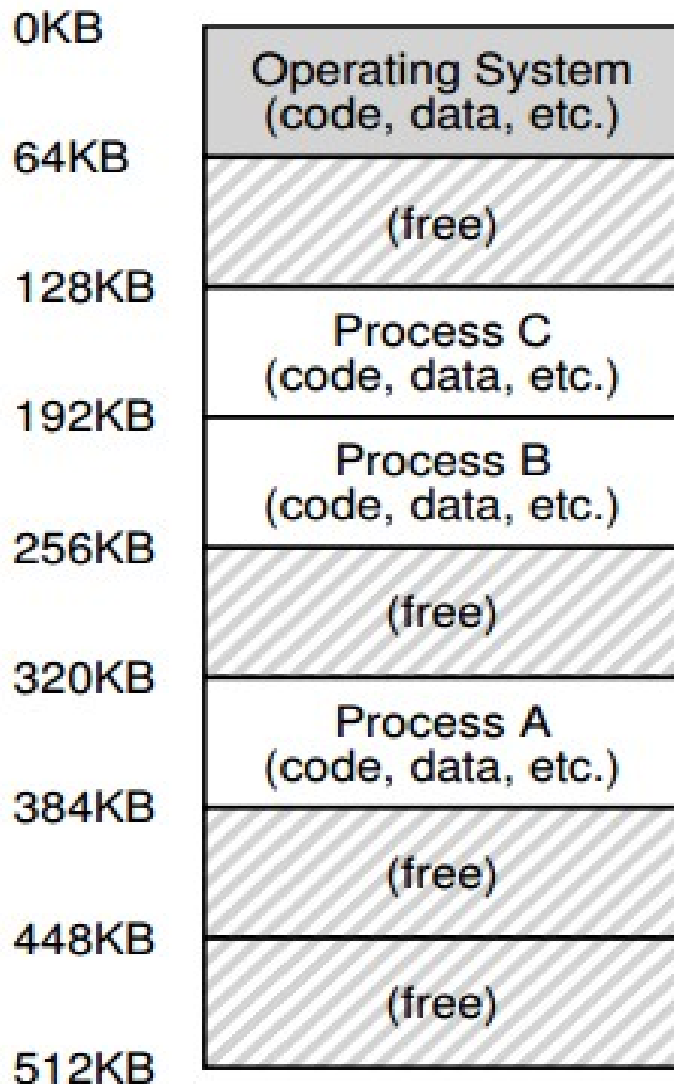 0KB
Operating System
(code, data, etc.)
64KB
(free)
128KB
Process C
(code, data, etc.)
192KB
Process B
(code, data, etc.)
256KB
(free)
320KB
Process A
(code, data, etc.)
384KB
(free)
448KB
(free)
512KB